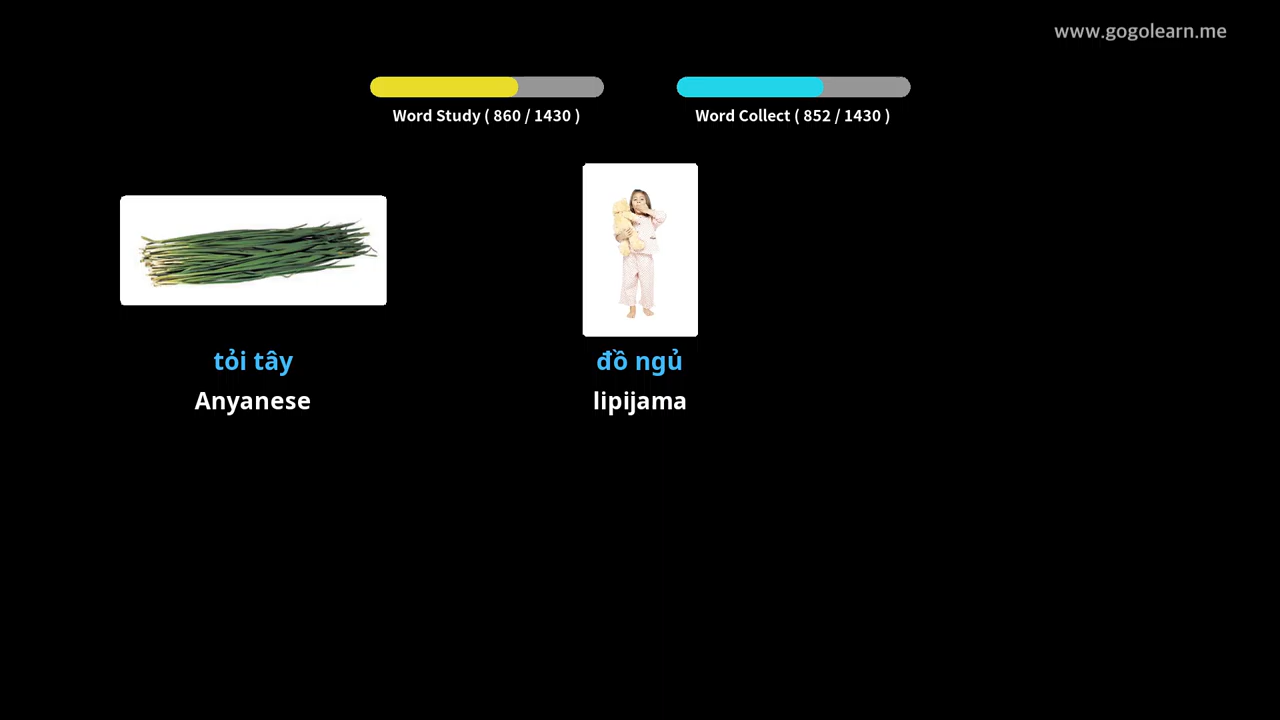 www.gogolearn.me
Word Study ( 860 / 1430 )
Word Collect ( 852 / 1430 )
tỏi tây
Anyanese
đồ ngủ
lipijama